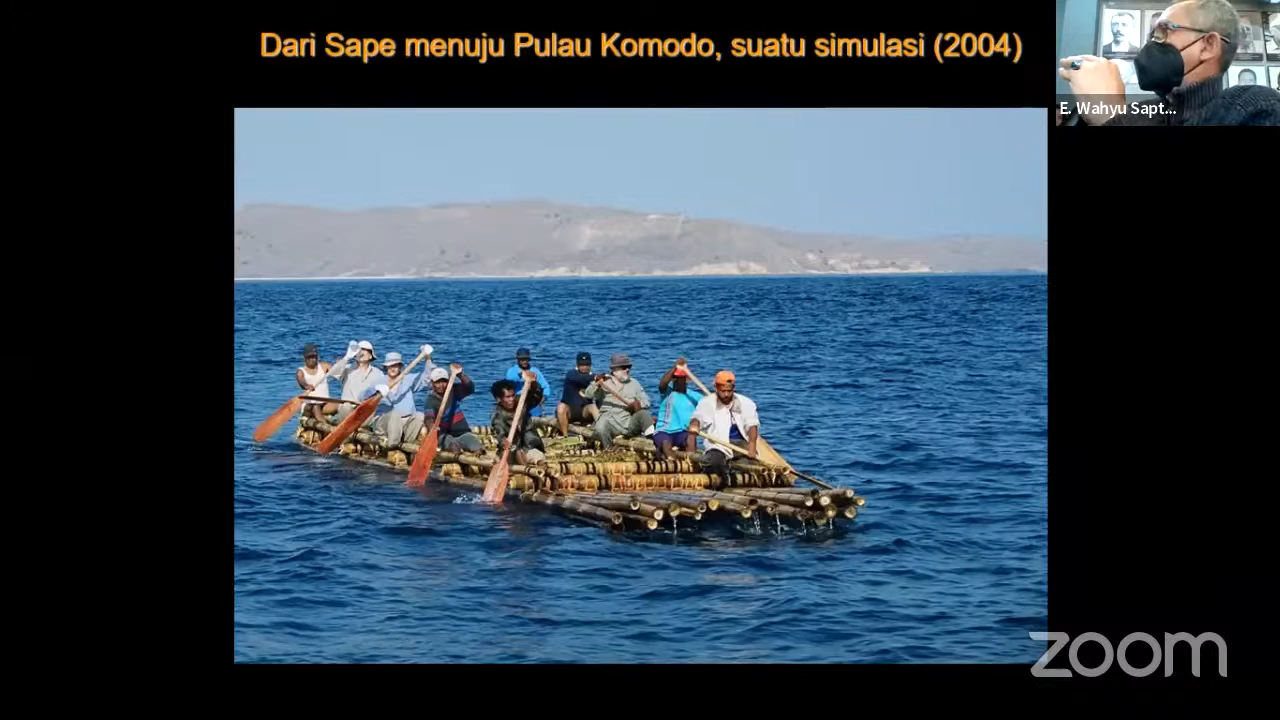 Dari Sape menuju Pulau Komodo, suatu simulasi (2004)
E. Wahyu Sapt...
zoom